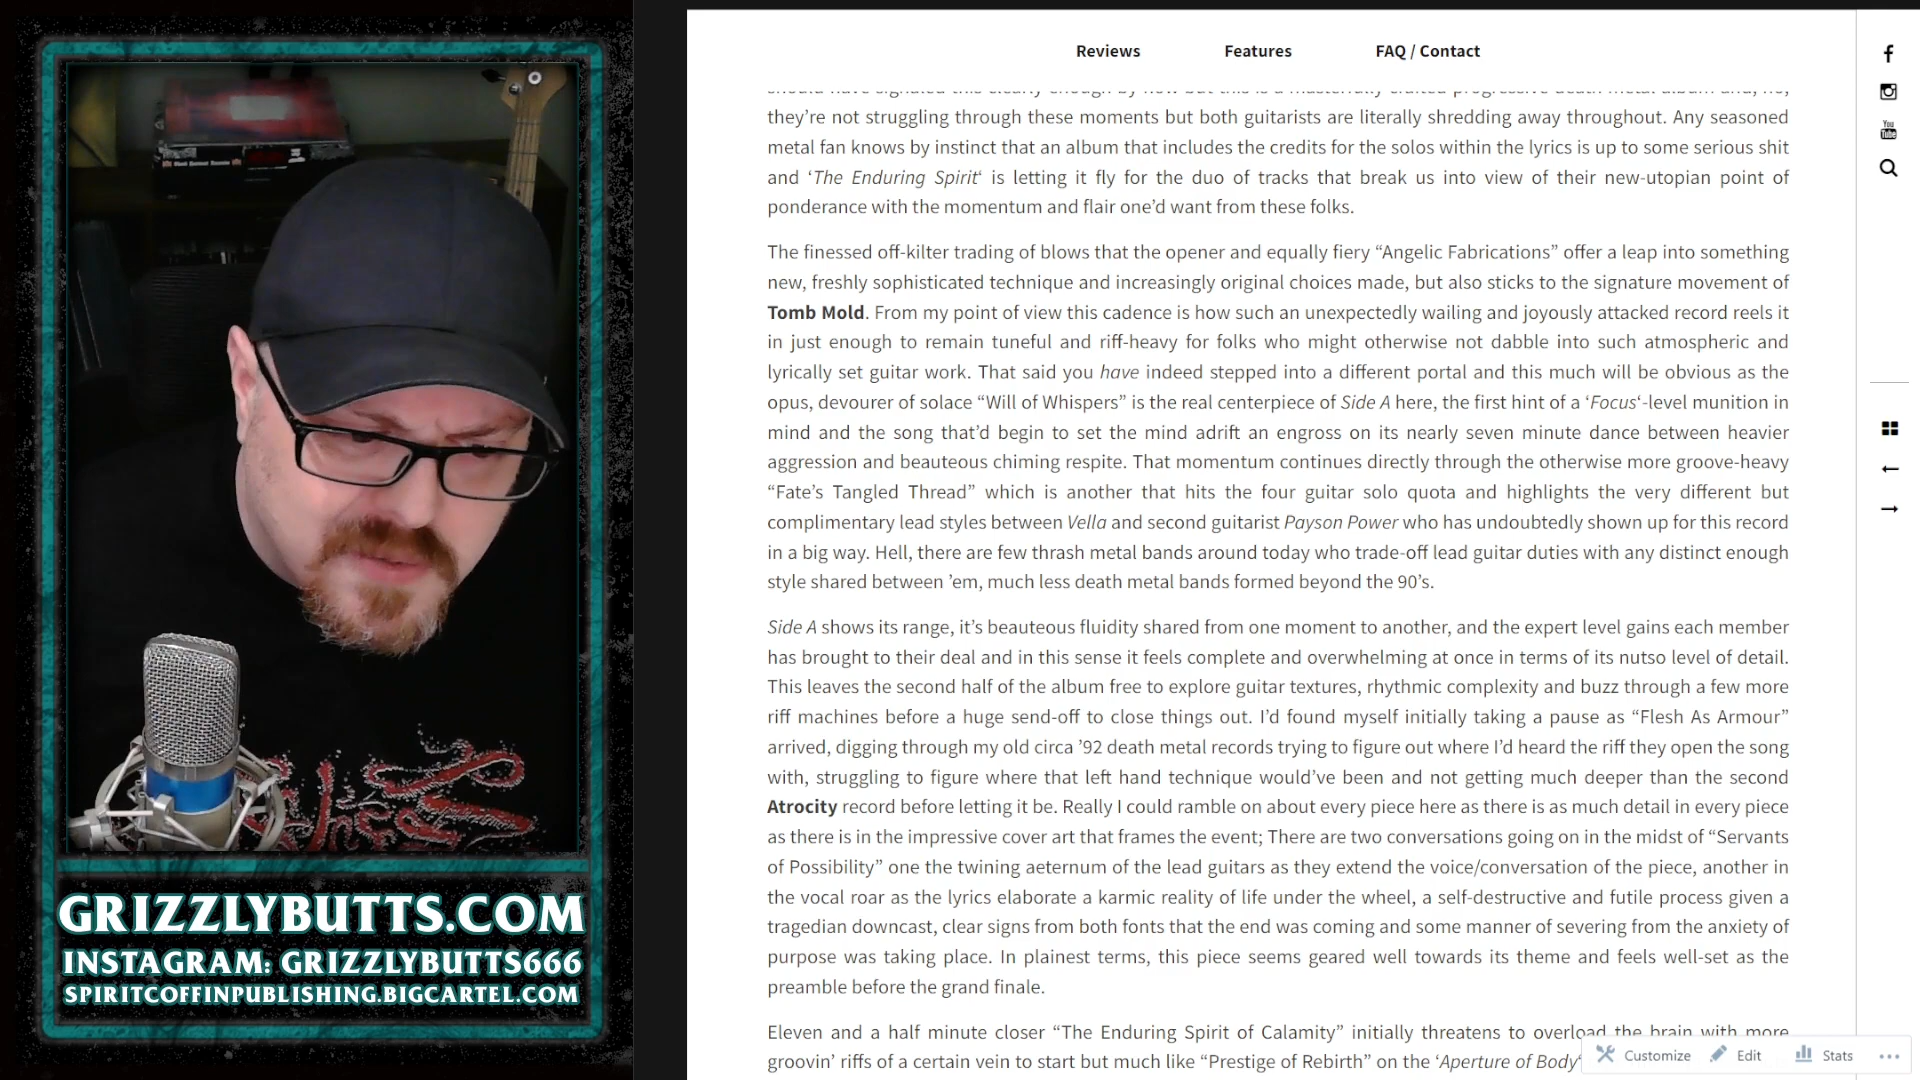 Reviews
Features
FAQ / Contact
should have signaled this clearly enough by now but this is a masterfully crafted progressive death metal album and, no,
they’re not struggling through these moments but both guitarists are literally shredding away throughout. Any seasoned
metal fan knows by instinct that an album that includes the credits for the solos within the lyrics is up to some serious shit
and ‘The Enduring Spirit‘ is letting it fly for the duo of tracks that break us into view of their new-utopian point of
ponderance with the momentum and flair one’d want from these folks.
The finessed off-kilter trading of blows that the opener and equally fiery “Angelic Fabrications” offer a leap into something
new, freshly sophisticated technique and increasingly original choices made, but also sticks to the signature movement of
Tomb Mold. From my point of view this cadence is how such an unexpectedly wailing and joyously attacked record reels it
in just enough to remain tuneful and riff-heavy for folks who might otherwise not dabble into such atmospheric and
lyrically set guitar work. That said you have indeed stepped into a different portal and this much will be obvious as the
opus, devourer of solace “Will of Whispers” is the real centerpiece of Side A here, the first hint of a ‘Focus‘-level munition in
mind and the song that’d begin to set the mind adrift an engross on its nearly seven minute dance between heavier
aggression and beauteous chiming respite. That momentum continues directly through the otherwise more groove-heavy
“Fate’s Tangled Thread” which is another that hits the four guitar solo quota and highlights the very different but
complimentary lead styles between Vella and second guitarist Payson Power who has undoubtedly shown up for this record
in a big way. Hell, there are few thrash metal bands around today who trade-off lead guitar duties with any distinct enough
style shared between ’em, much less death metal bands formed beyond the 90’s.
Side A shows its range, it’s beauteous fluidity shared from one moment to another, and the expert level gains each member
has brought to their deal and in this sense it feels complete and overwhelming at once in terms of its nutso level of detail.
This leaves the second half of the album free to explore guitar textures, rhythmic complexity and buzz through a few more
riff machines before a huge send-off to close things out. I’d found myself initially taking a pause as “Flesh As Armour”
arrived, digging through my old circa ’92 death metal records trying to figure out where I’d heard the riff they open the song
with, struggling to figure where that left hand technique would’ve been and not getting much deeper than the second
Atrocity record before letting it be. Really I could ramble on about every piece here as there is as much detail in every piece
as there is in the impressive cover art that frames the event; There are two conversations going on in the midst of “Servants
of Possibility” one the twining aeternum of the lead guitars as they extend the voice/conversation of the piece, another in
the vocal roar as the lyrics elaborate a karmic reality of life under the wheel, a self-destructive and futile process given a
tragedian downcast, clear signs from both fonts that the end was coming and some manner of severing from the anxiety of
purpose was taking place. In plainest terms, this piece seems geared well towards its theme and feels well-set as the
preamble before the grand finale.
Eleven and a half minute closer “The Enduring Spirit of Calamity” initially threatens to overload the brain with more
groovin’ riffs of a certain vein to start but much like “Prestige of Rebirth” on the ‘Aperture of Body‘
Customize
Edit
Stats
You
Tube
GRIZZLYBUTTS.COM
INSTAGRAM: GRIZZLYBUTTS666
SPIRITCOFFINPUBLISHING.BIGCARTEL.COM